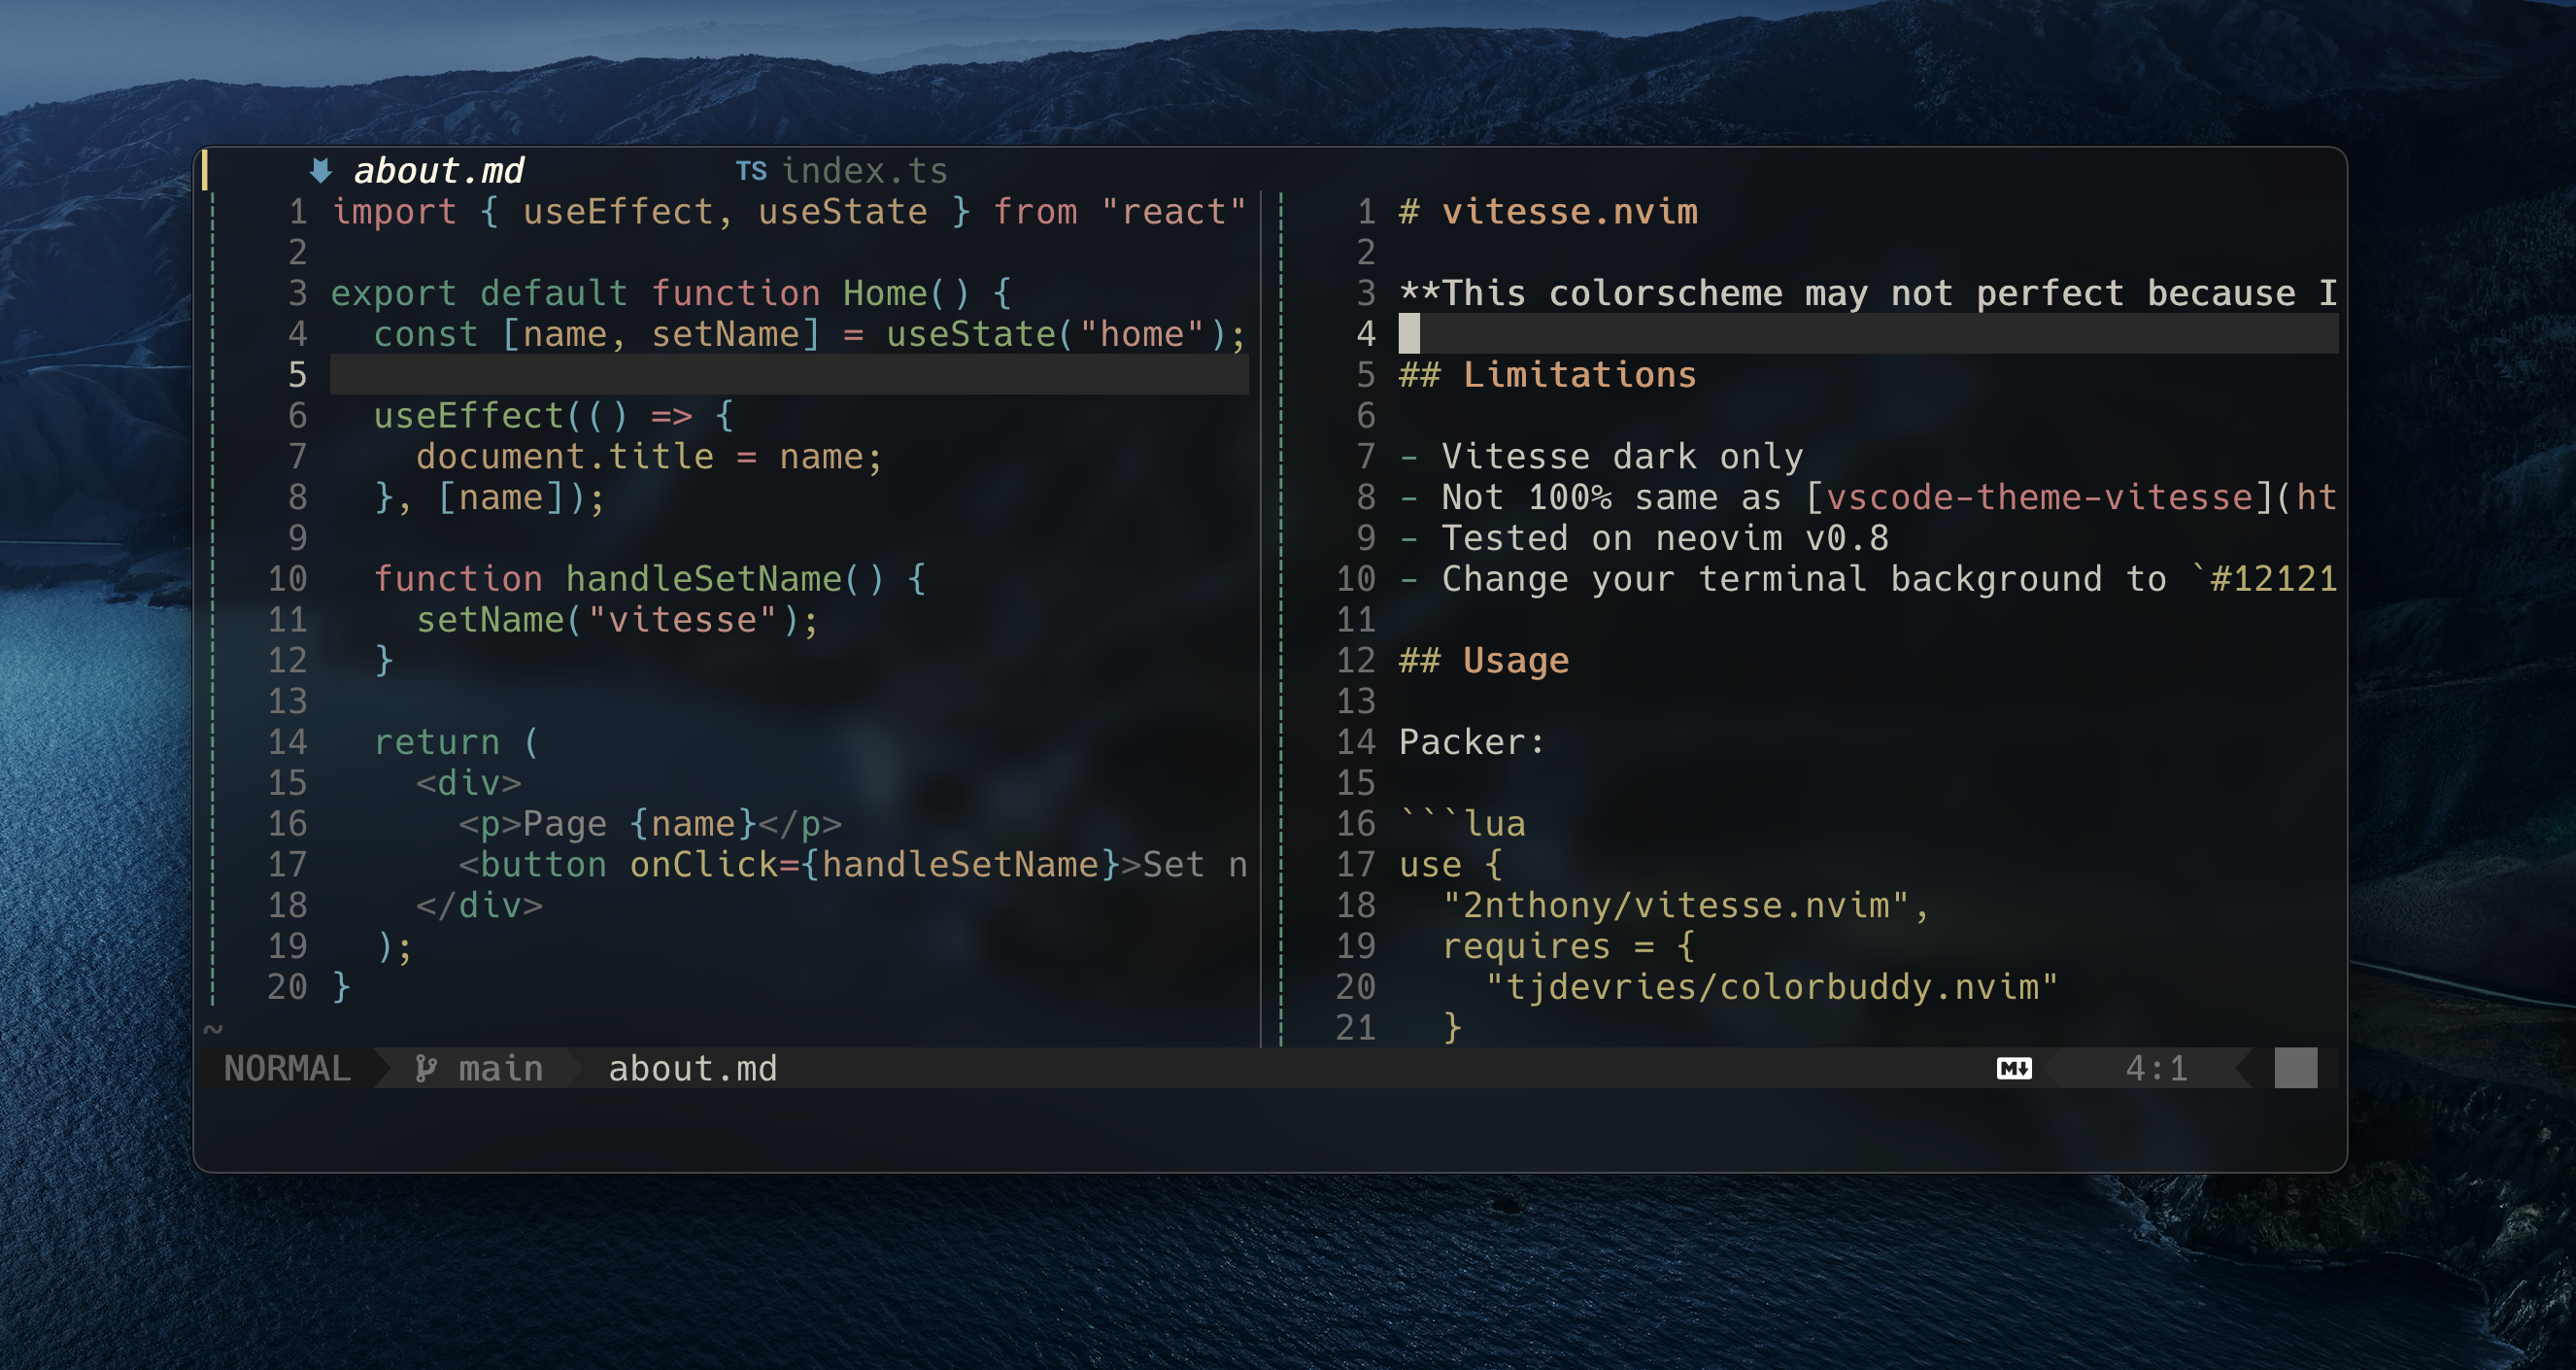 about.md
TS index.ts
1 import { useEffect, useState } from "react"
2
3 export default function Home() {
4   const [name, setName] = useState("home");
5
6   useEffect(() => {
7     document.title = name;
8   }, [name]);
9
10   function handleSetName() {
11     setName("vitesse");
12   }
13
14   return (
15     <div>
16       <p>Page {name}</p>
17       <button onClick={handleSetName}>Set n
18     </div>
19   );
20 }
~
1 # vitesse.nvim
2
3 **This colorscheme may not perfect because I
4
5 ## Limitations
6
7 - Vitesse dark only
8 - Not 100% same as [vscode-theme-vitesse](ht
9 - Tested on neovim v0.8
10 - Change your terminal background to `#12121
11
12 ## Usage
13
14 Packer:
15
16 ```lua
17 use {
18   "2nthony/vitesse.nvim",
19   requires = {
20     "tjdevries/colorbuddy.nvim"
21   }
NORMAL main about.md M 4:1